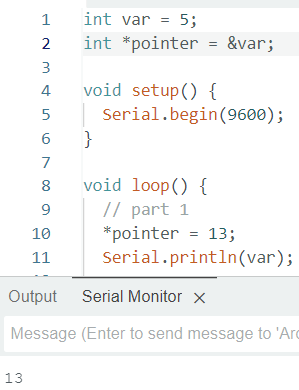 1 int var = 5;
2 int *pointer = &var;
3
4 void setup() {
5 Serial.begin(9600);
6 }
7
8 void loop() {
9 // part 1
10 *pointer = 13;
11 Serial.println(var);
Output Serial Monitor ×
Message (Enter to send message to 'Ar
13